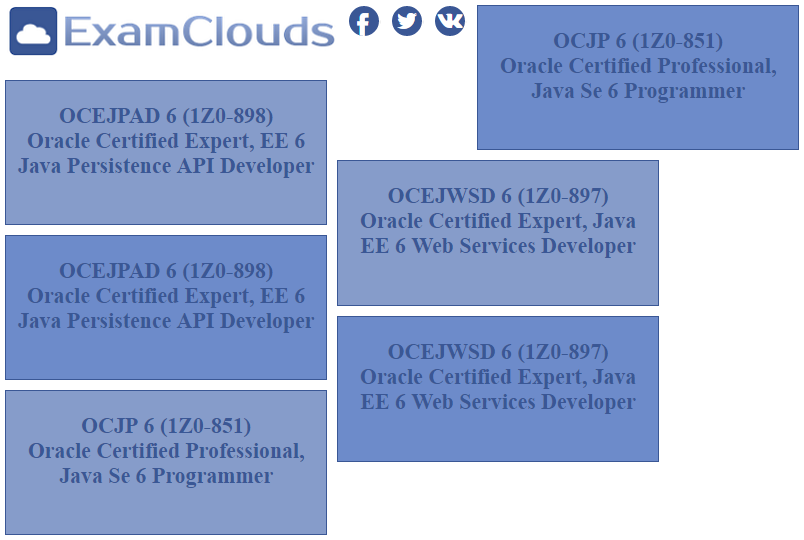 ExamClouds
OCJP 6 (1Z0-851)
Oracle Certified Professional,
Java Se 6 Programmer
OCEJPAD 6 (1Z0-898)
Oracle Certified Expert, EE 6
Java Persistence API Developer
OCEJWSD 6 (1Z0-897)
Oracle Certified Expert, Java
EE 6 Web Services Developer
OCEJPAD 6 (1Z0-898)
Oracle Certified Expert, EE 6
Java Persistence API Developer
OCEJWSD 6 (1Z0-897)
Oracle Certified Expert, Java
EE 6 Web Services Developer
OCJP 6 (1Z0-851)
Oracle Certified Professional,
Java Se 6 Programmer